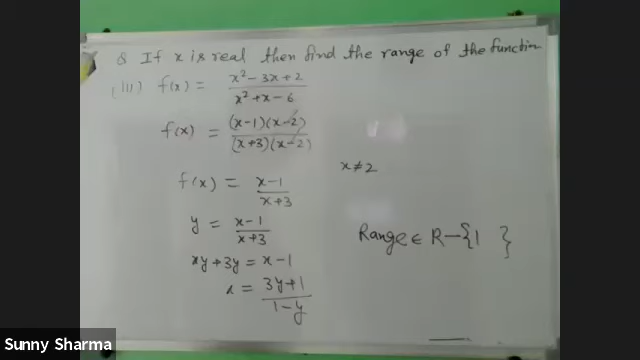 Q If x is real then find the range of the function
(iii) f(x) = x² - 3x + 2 / x² + x - 6
f(x) = (x-1)(x-2) / (x+3)(x-2)
x ≠ 2
f(x) = x-1 / x+3
y = x-1 / x+3
Range ∈ R - {1 }
xy + 3y = x - 1
x = 3y+1 / 1-y
Sunny Sharma